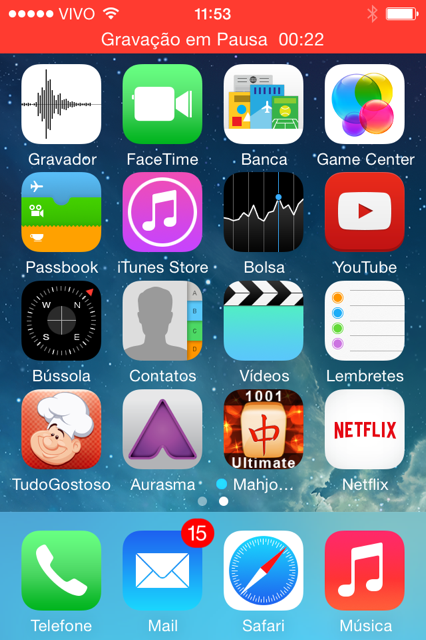 VIVO 11:53
Gravação em Pausa 00:22
Gravador FaceTime Banca Game Center
Passbook iTunes Store Bolsa YouTube
N
W E
S
A
B
C
D
Bússola Contatos Vídeos Lembretes
1001
中
Ultimate
NETFLIX
TudoGostoso Aurasma Mahjo... Netflix
15
Telefone Mail Safari Música